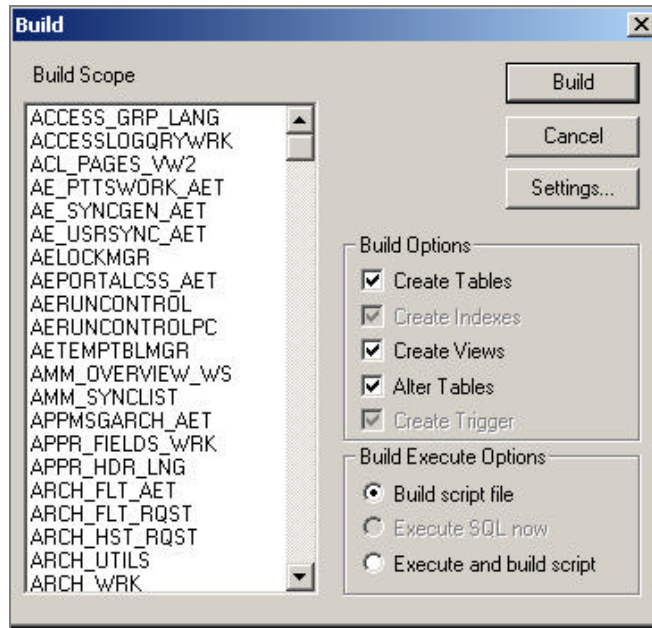 Build
Build Scope
ACCESS_GRP_LANG
ACCESSLOGQRYWRK
ACL_PAGES_VW2
AE_PTTSWORK_AET
AE_SYNCGEN_AET
AE_USRSYNC_AET
AELOCKMGR
AEPORTALCSS_AET
AERUNCONTROL
AERUNCONTROLPC
AETEMPTBLMGR
AMM_OVERVIEW_WS
AMM_SYNCLIST
APPMSGARCH_AET
APPR_FIELDS_WRK
APPR_HDR_LNG
ARCH_FLT_AET
ARCH_FLT_RQST
ARCH_HST_RQST
ARCH_UTILS
ARCH_WRK
Build
Cancel
Settings...
Build Options
Create Tables
Create Indexes
Create Views
Alter Tables
Create Trigger
Build Execute Options
Build script file
Execute SQL now
Execute and build script